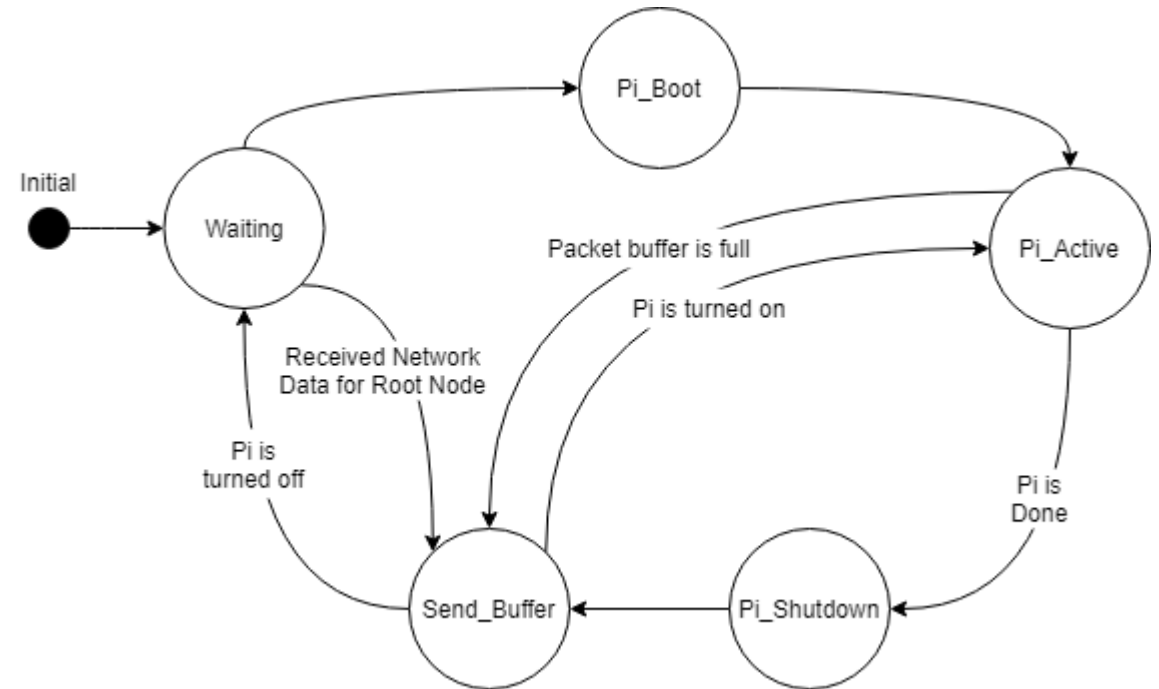 Pi_Boot
Initial
Waiting
Packet buffer is full
Pi_Active
Pi is turned on
Received Network
Data for Root Node
Pi is
turned off
Pi is
Done
Send_Buffer
Pi_Shutdown